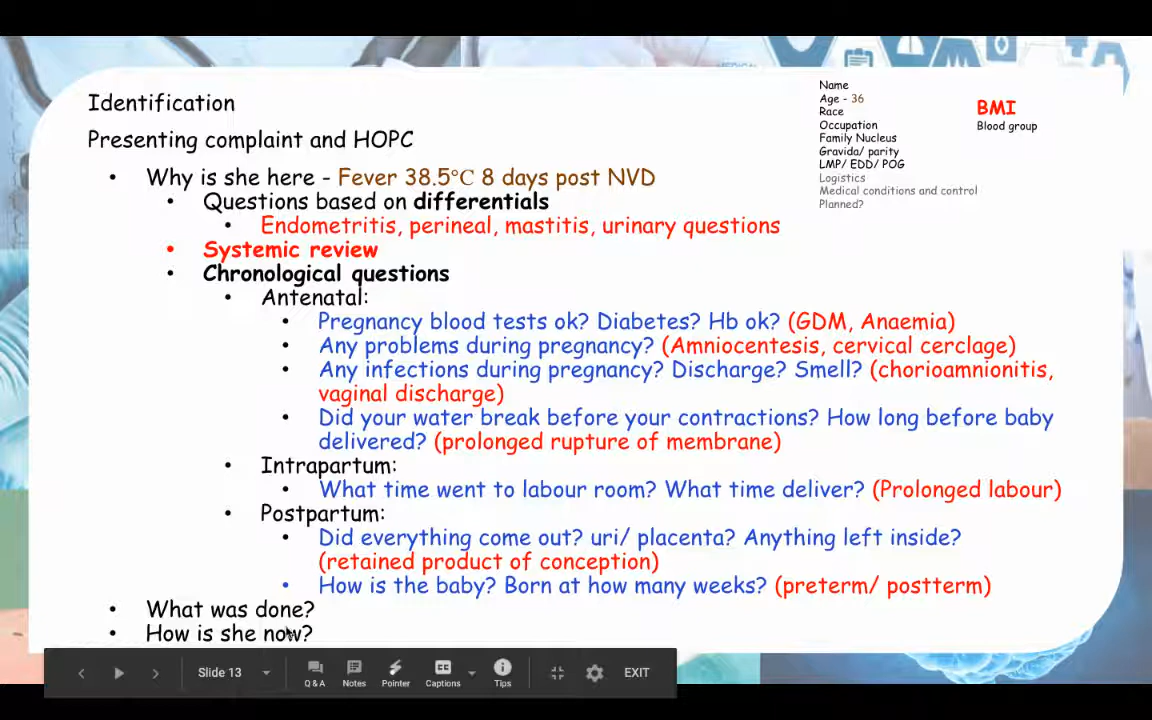 Identification
Presenting complaint and HOPC
Name
Age - 36
Race
Occupation
Family Nucleus
Gravida/ parity
LMP/ EDD/ POG
Logistics
Medical conditions and control
Planned?
BMI
Blood group
• Why is she here - Fever 38.5°C 8 days post NVD
• Questions based on differentials
• Endometritis, perineal, mastitis, urinary questions
• Systemic review
• Chronological questions
• Antenatal:
• Pregnancy blood tests ok? Diabetes? Hb ok? (GDM, Anaemia)
• Any problems during pregnancy? (Amniocentesis, cervical cerclage)
• Any infections during pregnancy? Discharge? Smell? (chorioamnionitis,
vaginal discharge)
• Did your water break before your contractions? How long before baby
delivered? (prolonged rupture of membrane)
• Intrapartum:
• What time went to labour room? What time deliver? (Prolonged labour)
• Postpartum:
• Did everything come out? uri/ placenta? Anything left inside?
(retained product of conception)
• How is the baby? Born at how many weeks? (preterm/ postterm)
• What was done?
• How is she now?
Slide 13
Q & A
Notes
Pointer
Captions
Tips
EXIT